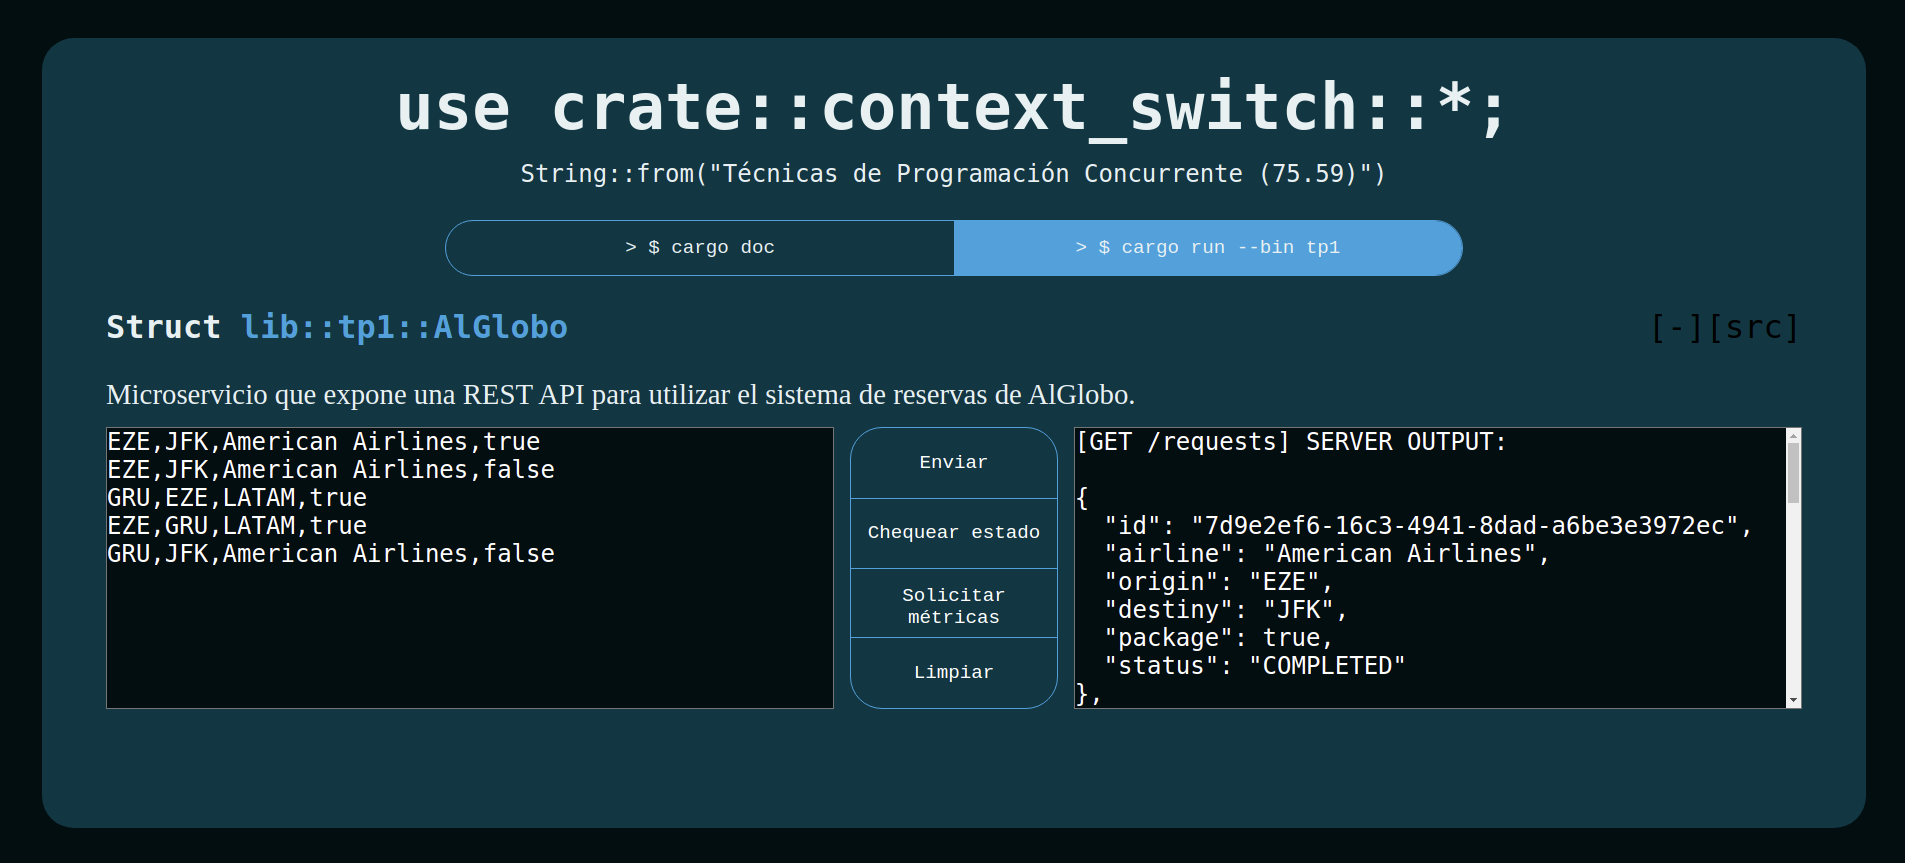 use crate::context_switch::*;
String::from("Técnicas de Programación Concurrente (75.59)")
> $ cargo doc
> $ cargo run --bin tp1
Struct lib::tp1::AlGlobo
[-][src]
Microservicio que expone una REST API para utilizar el sistema de reservas de AlGlobo.
EZE,JFK,American Airlines,true
EZE,JFK,American Airlines,false
GRU,EZE,LATAM,true
EZE,GRU,LATAM,true
GRU,JFK,American Airlines,false
Enviar
Chequear estado
Solicitar
métricas
Limpiar
[GET /requests] SERVER OUTPUT:
{
  "id": "7d9e2ef6-16c3-4941-8dad-a6be3e3972ec",
  "airline": "American Airlines",
  "origin": "EZE",
  "destiny": "JFK",
  "package": true,
  "status": "COMPLETED"
},